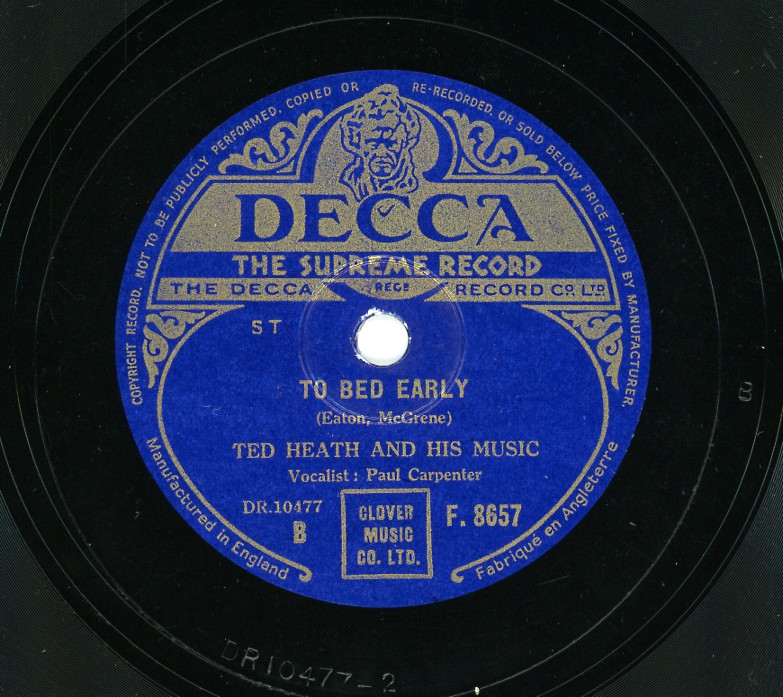 COPYRIGHT RECORD. NOT TO BE PUBLICLY PERFORMED, COPIED OR RE-RECORDED, OR SOLD BELOW PRICE FIXED BY MANUFACTURER.
DECCA
THE SUPREME RECORD
THE DECCA REGD RECORD CO. LTD.
ST
TO BED EARLY
(Eaton, McGrene)
TED HEATH AND HIS MUSIC
Vocalist : Paul Carpenter
DR.10477
B
CLOVER
MUSIC
CO. LTD.
F. 8657
Manufactured in England
Fabriqué en Angleterre
B
DR10477-2